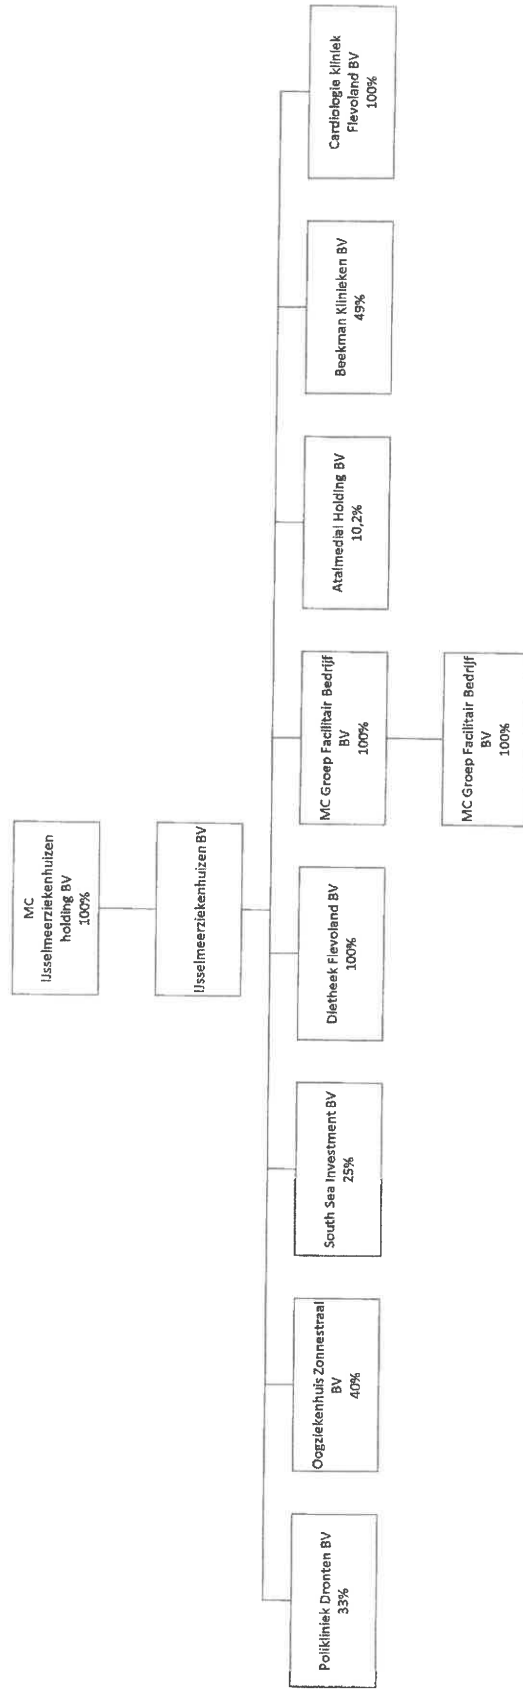 MC
IJsselmeerziekenhuizen
holding BV
100%
IJsselmeerziekenhuizen BV
Polikliniek Dronten BV
33%
Oogziekenhuis Zonnestraal
BV
40%
South Sea Investment BV
25%
Dietheek Flevoland BV
100%
MC Groep Facilitair Bedrijf
BV
100%
Atalmedial Holding BV
10,2%
Beekman Klinieken BV
49%
Cardiologie kliniek
Flevoland BV
100%
MC Groep Facilitair Bedrijf
BV
100%